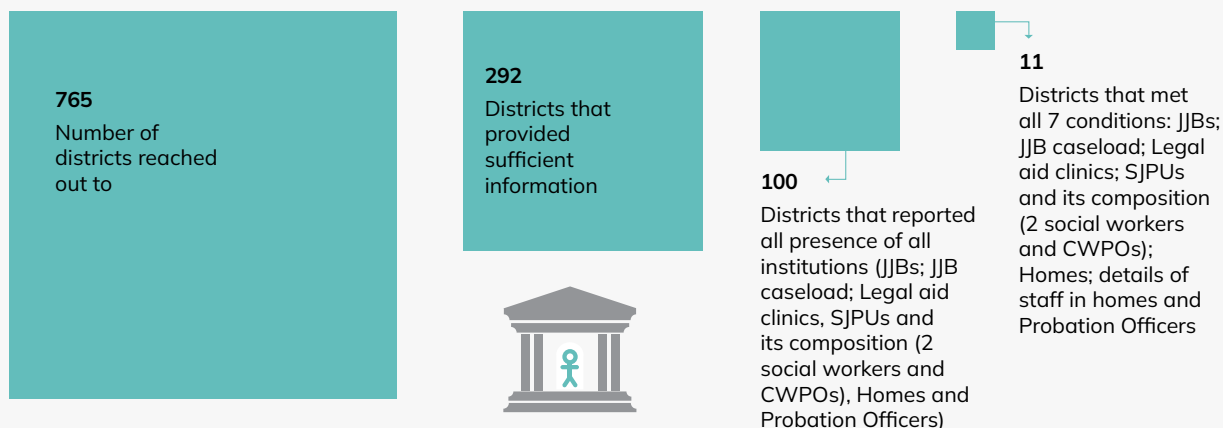 765
Number of
districts reached
out to
292
Districts that
provided
sufficient
information
100
Districts that reported
all presence of all
institutions (JJBs; JJB
caseload; Legal aid
clinics, SJPUs and
its composition (2
social workers and
CWPOs), Homes and
Probation Officers)
11
Districts that met
all 7 conditions: JJBs;
JJB caseload; Legal
aid clinics; SJPUs
and its composition
(2 social workers
and CWPOs);
Homes; details of
staff in homes and
Probation Officers